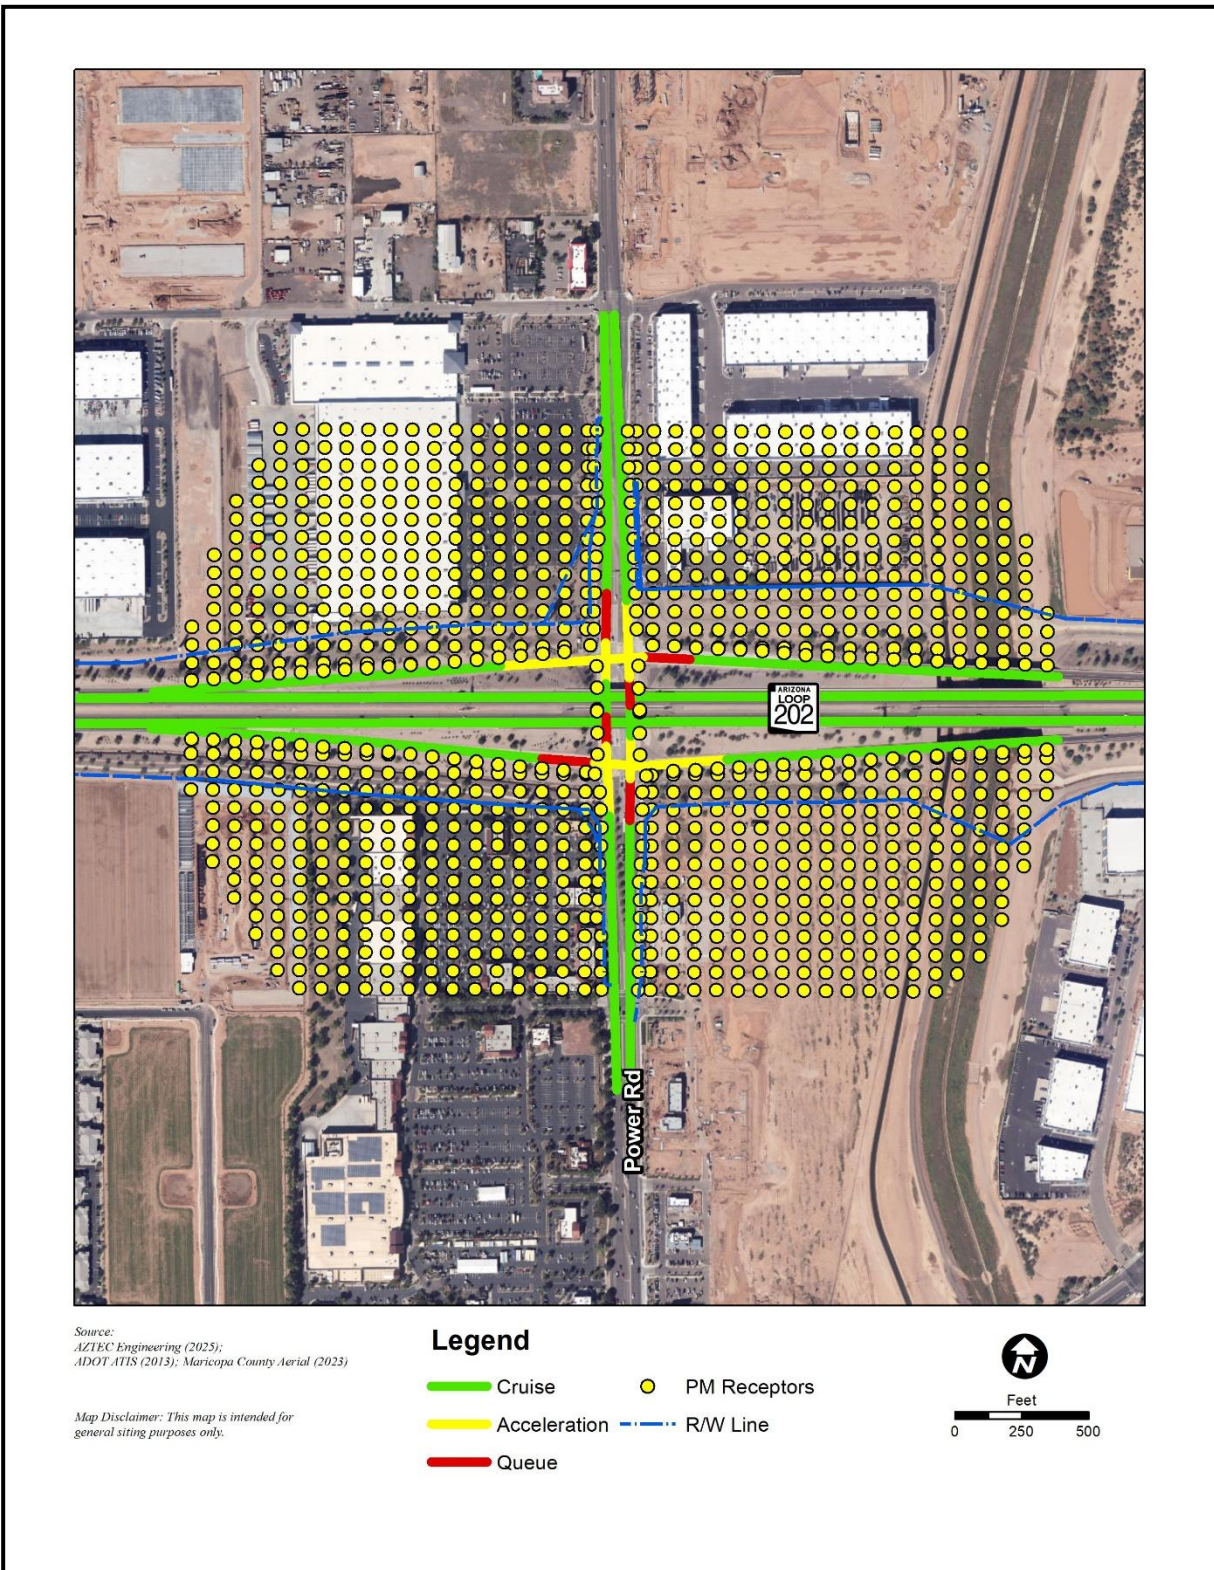 ARIZONA
LOOP
202
Power Rd
Source:
AZTEC Engineering (2025);
ADOT ATIS (2013); Maricopa County Aerial (2023)
Map Disclaimer: This map is intended for
general siting purposes only.
Legend
Cruise
PM Receptors
Acceleration
R/W Line
Queue
N
Feet
0 250 500